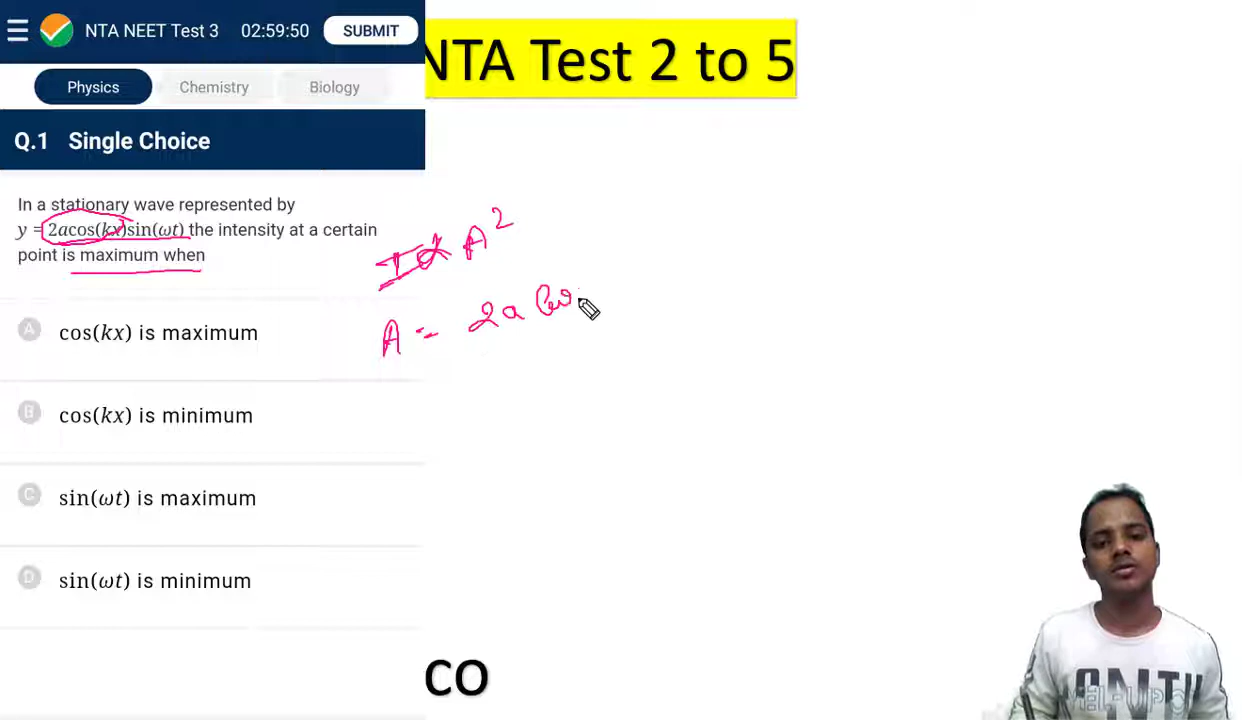 NTA NEET Test 3 02:59:50 SUBMIT
NTA Test 2 to 5
Physics Chemistry Biology
Q.1 Single Choice
In a stationary wave represented by
y = 2acos(kx)sin(ωt) the intensity at a certain
point is maximum when
I α A²
A = 2a Cos
A cos(kx) is maximum
B cos(kx) is minimum
C sin(ωt) is maximum
D sin(ωt) is minimum
co